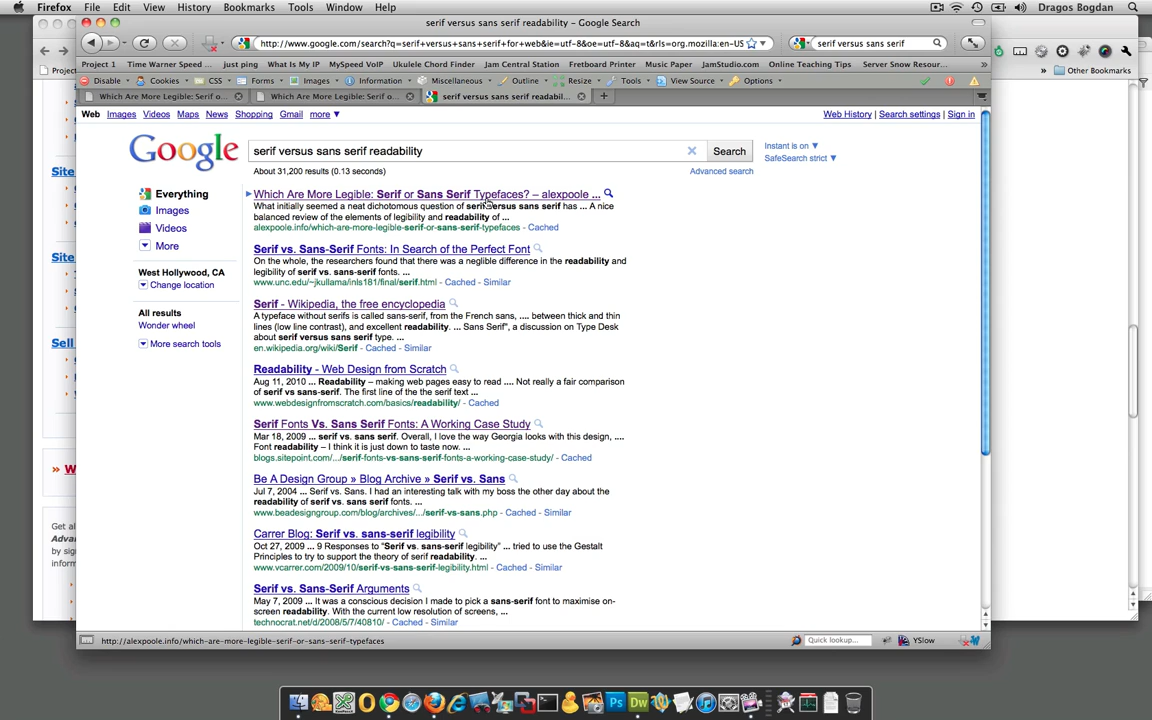 Firefox File Edit View History Bookmarks Tools Window Help Dragos Bogdan
serif versus sans serif readability - Google Search
http://www.google.com/search?q=serif+versus+sans+serif+for+web&ie=utf-8&oe=utf-8&aq=t&rls=org.mozilla:en-US
serif versus sans serif
Project 1 Time Warner Speed ... just ping What Is My IP MySpeed VoIP Ukulele Chord Finder Jam Central Station Fretboard Printer Music Paper JamStudio.com Online Teaching Tips Server Snow Resour... »
» Other Bookmarks
Disable Cookies CSS Forms Images Information Miscellaneous Outline Resize Tools View Source Options
Which Are More Legible: Serif o... Which Are More Legible: Serif o... serif versus sans serif readabil...
Web Images Videos Maps News Shopping Gmail more ▼ Web History | Search settings | Sign in
Google
serif versus sans serif readability
Search
Instant is on ▼
SafeSearch strict ▼
About 31,200 results (0.13 seconds)
Advanced search
Everything
Images
Videos
More
West Hollywood, CA
Change location
All results
Wonder wheel
More search tools
Which Are More Legible: Serif or Sans Serif Typefaces? – alexpoole ...
What initially seemed a neat dichotomous question of serif versus sans serif has ... A nice
balanced review of the elements of legibility and readability of ...
alexpoole.info/which-are-more-legible-serif-or-sans-serif-typefaces - Cached
Serif vs. Sans-Serif Fonts: In Search of the Perfect Font
On the whole, the researchers found that there was a neglible difference in the readability and
legibility of serif vs. sans-serif fonts. ...
www.unc.edu/~jkullama/inls181/final/serif.html - Cached - Similar
Serif - Wikipedia, the free encyclopedia
A typeface without serifs is called sans-serif, from the French sans, .... between thick and thin
lines (low line contrast), and excellent readability. ... Sans Serif", a discussion on Type Desk
about serif versus sans serif type. ...
en.wikipedia.org/wiki/Serif - Cached - Similar
Readability - Web Design from Scratch
Aug 11, 2010 ... Readability – making web pages easy to read .... Not really a fair comparison
of serif vs sans-serif. The first line of the the serif text ...
www.webdesignfromscratch.com/basics/readability/ - Cached
Serif Fonts Vs. Sans Serif Fonts: A Working Case Study
Mar 18, 2009 ... serif vs. sans serif. Overall, I love the way Georgia looks with this design, ....
Font readability – I think it is just down to taste now. ...
blogs.sitepoint.com/.../serif-fonts-vs-sans-serif-fonts-a-working-case-study/ - Cached
Be A Design Group » Blog Archive » Serif vs. Sans
Jul 7, 2004 ... Serif vs. Sans. I had an interesting talk with my boss the other day about the
readability of serif vs. sans serif fonts. ...
www.beadesigngroup.com/blog/archives/.../serif-vs-sans.php - Cached - Similar
Carrer Blog: Serif vs. sans-serif legibility
Oct 27, 2009 ... 9 Responses to “Serif vs. sans-serif legibility” ... tried to use the Gestalt
Principles to try to support the theory of serif readability. ...
www.vcarrer.com/2009/10/serif-vs-sans-serif-legibility.html - Cached - Similar
Serif vs. Sans-Serif Arguments
May 7, 2009 ... It was a conscious decision I made to pick a sans-serif font to maximise on-
screen readability. With the current low resolution of screens, ...
technocrat.net/d/2008/5/7/40810/ - Cached - Similar
Project
Site
Site
Sell
» W
Get al
Advan
by sign
inform
http://alexpoole.info/which-are-more-legible-serif-or-sans-serif-typefaces
Quick lookup...
YSlow
Ps Dw